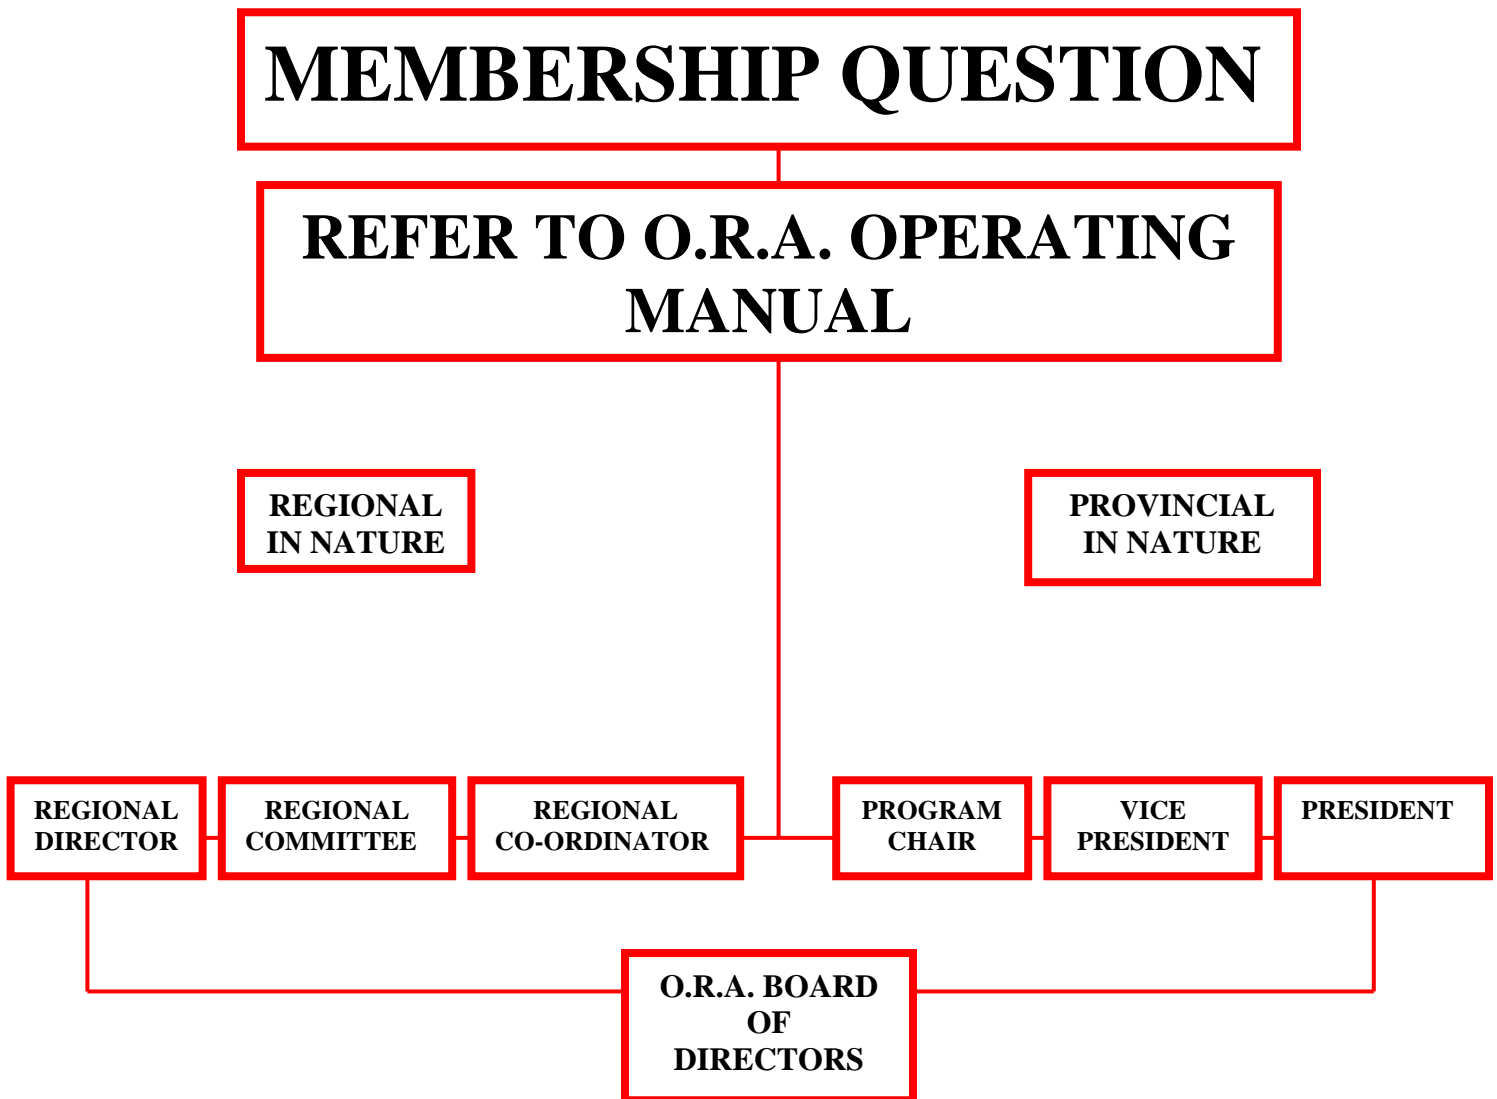 MEMBERSHIP QUESTION
REFER TO O.R.A. OPERATING
MANUAL
REGIONAL
IN NATURE
PROVINCIAL
IN NATURE
REGIONAL
DIRECTOR
REGIONAL
COMMITTEE
REGIONAL
CO-ORDINATOR
PROGRAM
CHAIR
VICE
PRESIDENT
PRESIDENT
O.R.A. BOARD
OF
DIRECTORS